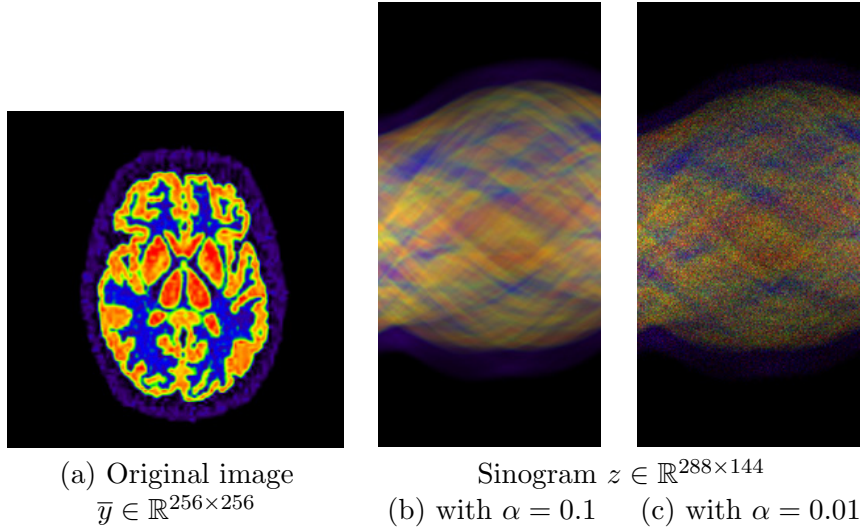 (a) Original image
y̅ ∈ ℝ^{256×256}
Sinogram z ∈ ℝ^{288×144}
(b) with α = 0.1
(c) with α = 0.01